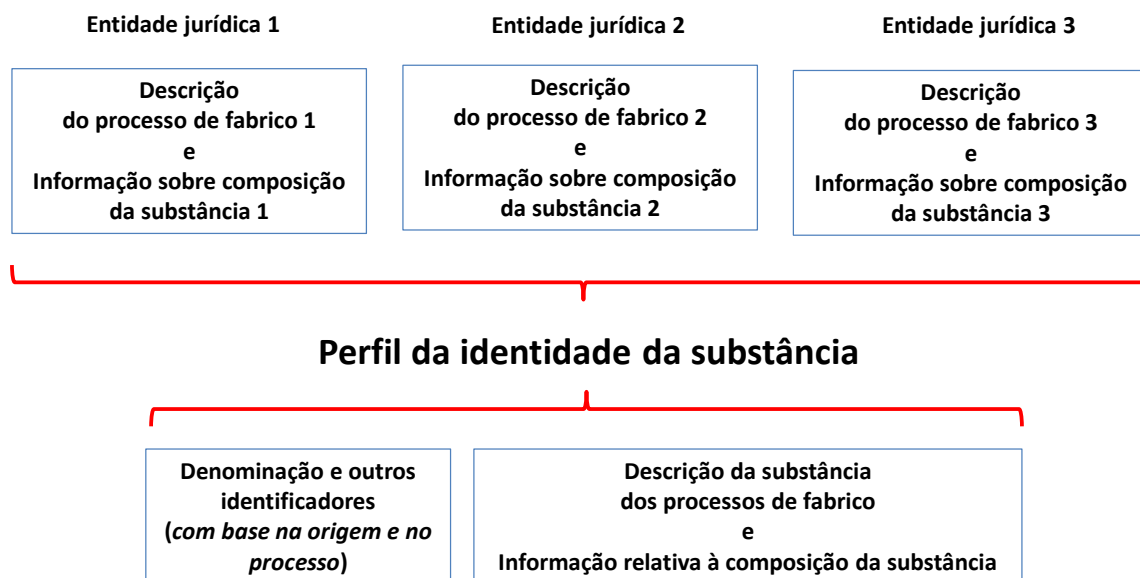 Entidade jurídica 1
Entidade jurídica 2
Entidade jurídica 3
Descrição
do processo de fabrico 1
e
Informação sobre composição
da substância 1
Descrição
do processo de fabrico 2
e
Informação sobre composição
da substância 2
Descrição
do processo de fabrico 3
e
Informação sobre composição
da substância 3
Perfil da identidade da substância
Denominação e outros
identificadores
(com base na origem e no
processo)
Descrição da substância
dos processos de fabrico
e
Informação relativa à composição da substância